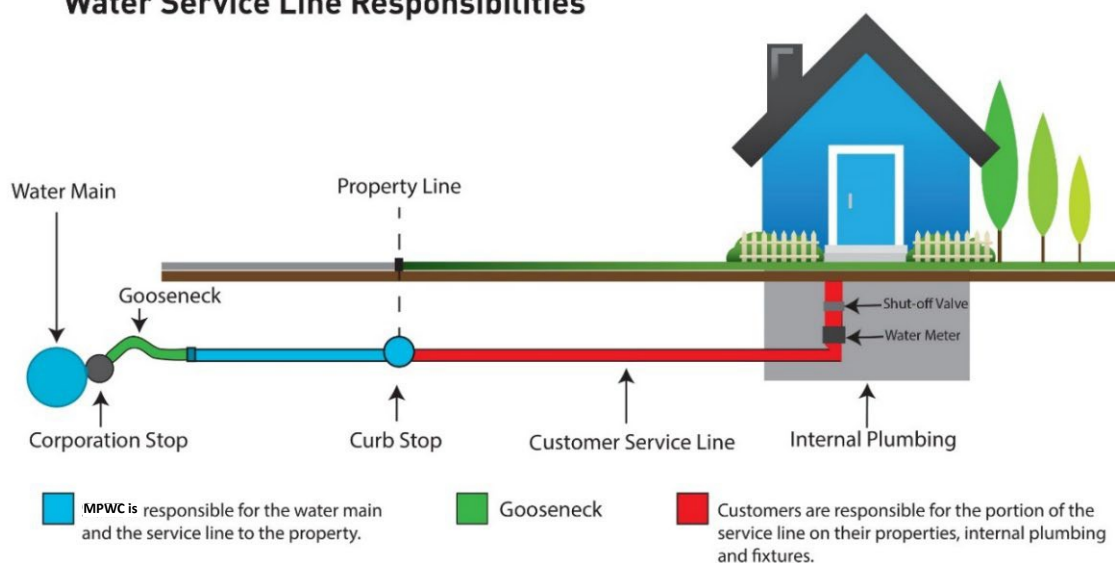 Water Service Line Responsibilities
Property Line
Water Main
Gooseneck
Shut-off Valve
Water Meter
Corporation Stop
Curb Stop
Customer Service Line
Internal Plumbing
MPWC is responsible for the water main
and the service line to the property.
Gooseneck
Customers are responsible for the portion of the
service line on their properties, internal plumbing
and fixtures.